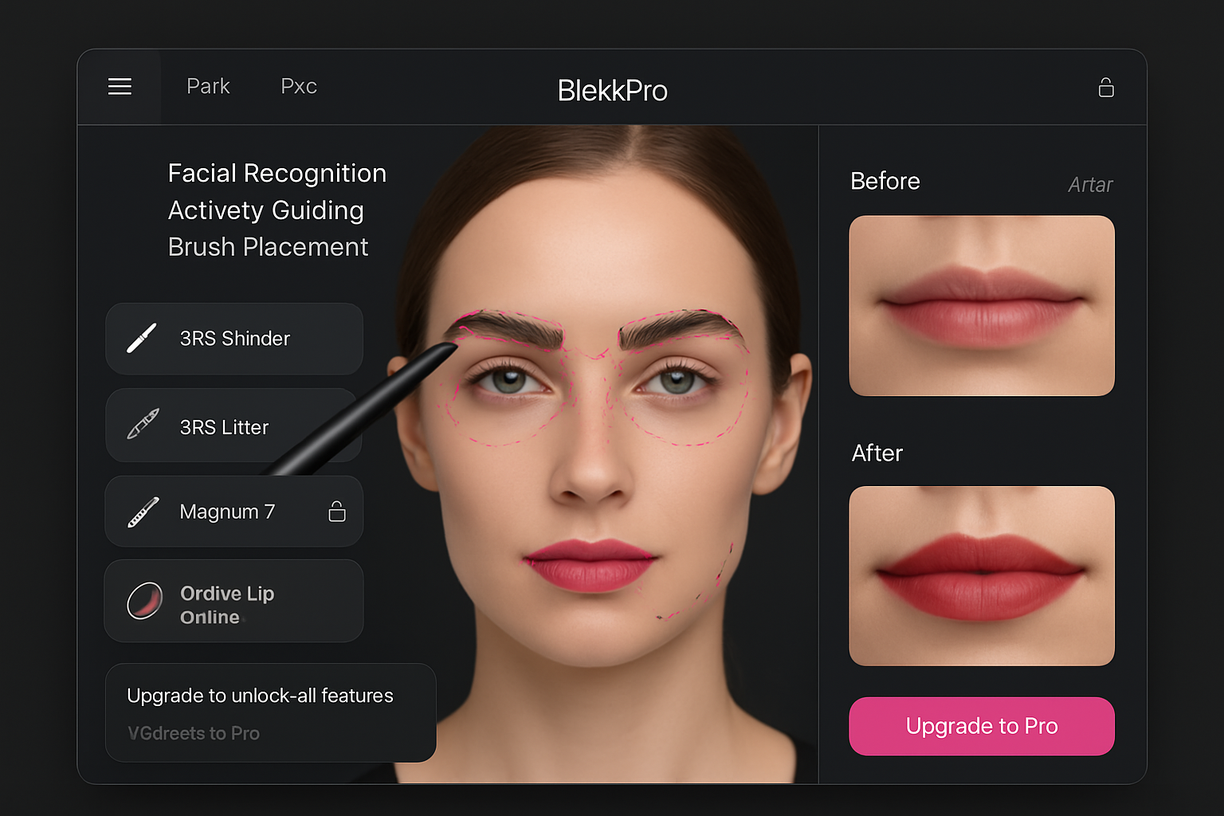 Park
Pxc
BlekkPro
Facial Recognition
Activety Guiding
Brush Placement
3RS Shinder
3RS Litter
Magnum 7
Ordive Lip
Online
Upgrade to unlock-all features
VGdreets to Pro
Before
Artar
After
Upgrade to Pro